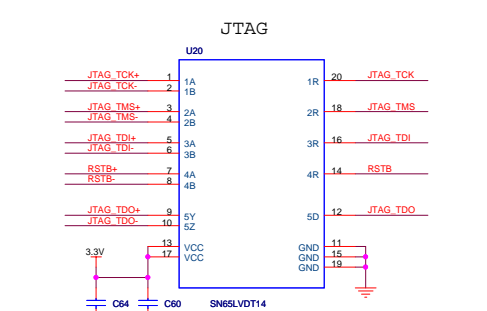 JTAG
U20
JTAG_TCK+ 1 1A 1R 20 JTAG_TCK
JTAG_TCK- 2 1B
JTAG_TMS+ 3 2A 2R 18 JTAG_TMS
JTAG_TMS- 4 2B
JTAG_TDI+ 5 3A 3R 16 JTAG_TDI
JTAG_TDI- 6 3B
RSTB+ 7 4A 4R 14 RSTB
RSTB- 8 4B
JTAG_TDO+ 9 5Y 5D 12 JTAG_TDO
JTAG_TDO- 10 5Z
13 VCC GND 11
3.3V 17 VCC GND 15
GND 19
C64 C60 SN65LVDT14